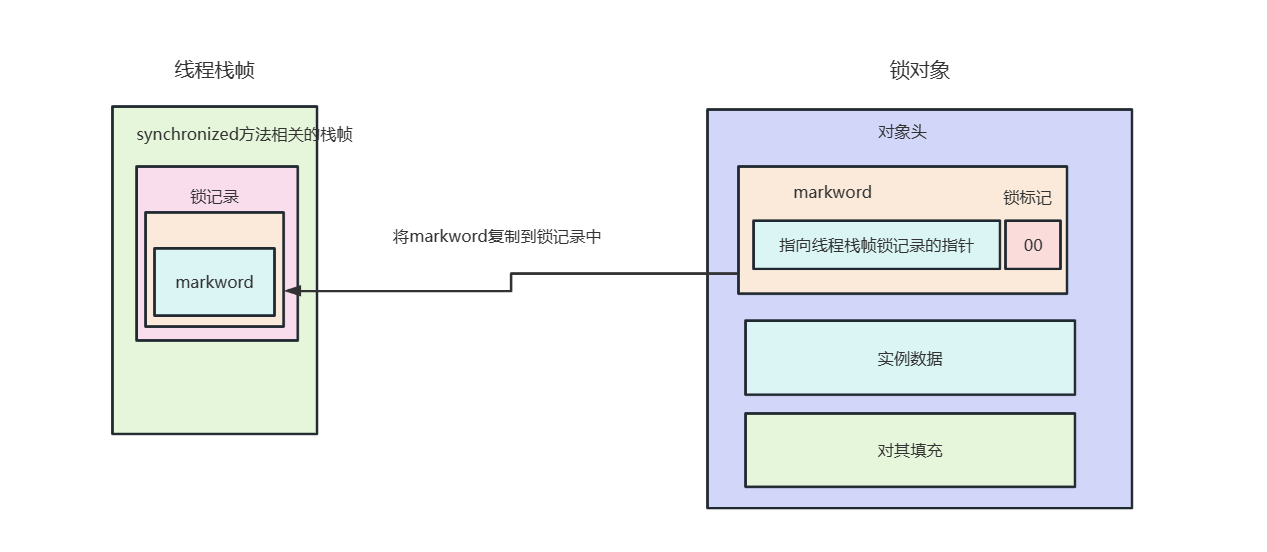 线程栈帧
锁对象
synchronized方法相关的栈帧
锁记录
markword
将markword复制到锁记录中
对象头
markword
锁标记
指向线程栈帧锁记录的指针
00
实例数据
对其填充